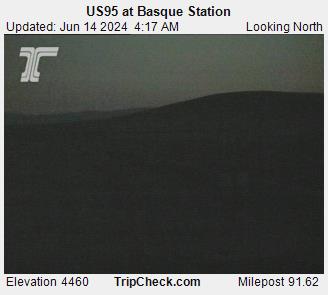 US95 at Basque Station
Updated: Jun 14 2024 4:17 AM Looking North
Elevation 4460 TripCheck.com Milepost 91.62